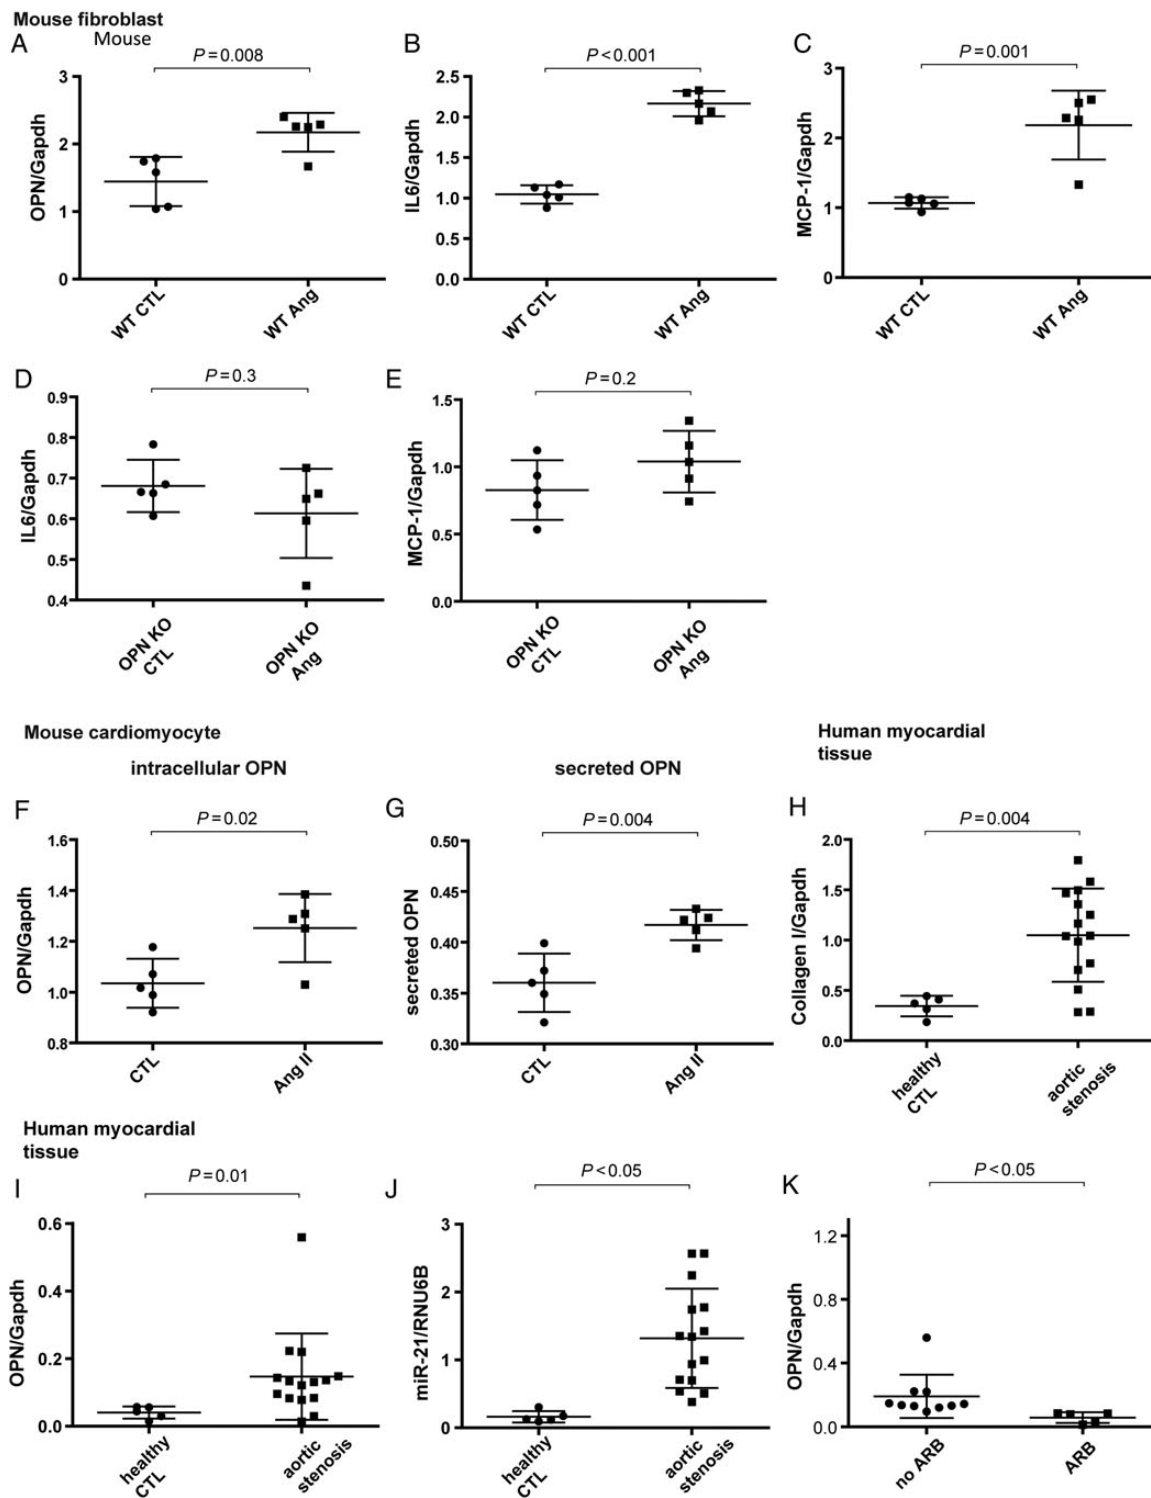 Mouse fibroblast
A
Mouse
P = 0.008
OPN/Gapdh
3
2
1
0
WT CTL
WT Ang
B
P < 0.001
IL6/Gapdh
2.5
2.0
1.5
1.0
0.5
0.0
WT CTL
WT Ang
C
P = 0.001
MCP-1/Gapdh
3
2
1
0
WT CTL
WT Ang
D
P = 0.3
IL6/Gapdh
0.9
0.8
0.7
0.6
0.5
0.4
OPN KO
CTL
OPN KO
Ang
E
P = 0.2
MCP-1/Gapdh
1.5
1.0
0.5
0.0
OPN KO
CTL
OPN KO
Ang
Mouse cardiomyocyte
intracellular OPN
secreted OPN
Human myocardial
tissue
F
P = 0.02
OPN/Gapdh
1.6
1.4
1.2
1.0
0.8
CTL
Ang II
G
P = 0.004
secreted OPN
0.50
0.45
0.40
0.35
0.30
CTL
Ang II
H
P = 0.004
Collagen I/Gapdh
2.0
1.5
1.0
0.5
0.0
healthy
CTL
aortic
stenosis
Human myocardial
tissue
I
P = 0.01
OPN/Gapdh
0.6
0.4
0.2
0.0
healthy
CTL
aortic
stenosis
J
P < 0.05
miR-21/RNU6B
3
2
1
0
healthy
CTL
aortic
stenosis
K
P < 0.05
OPN/Gapdh
1.2
0.8
0.4
0.0
no ARB
ARB